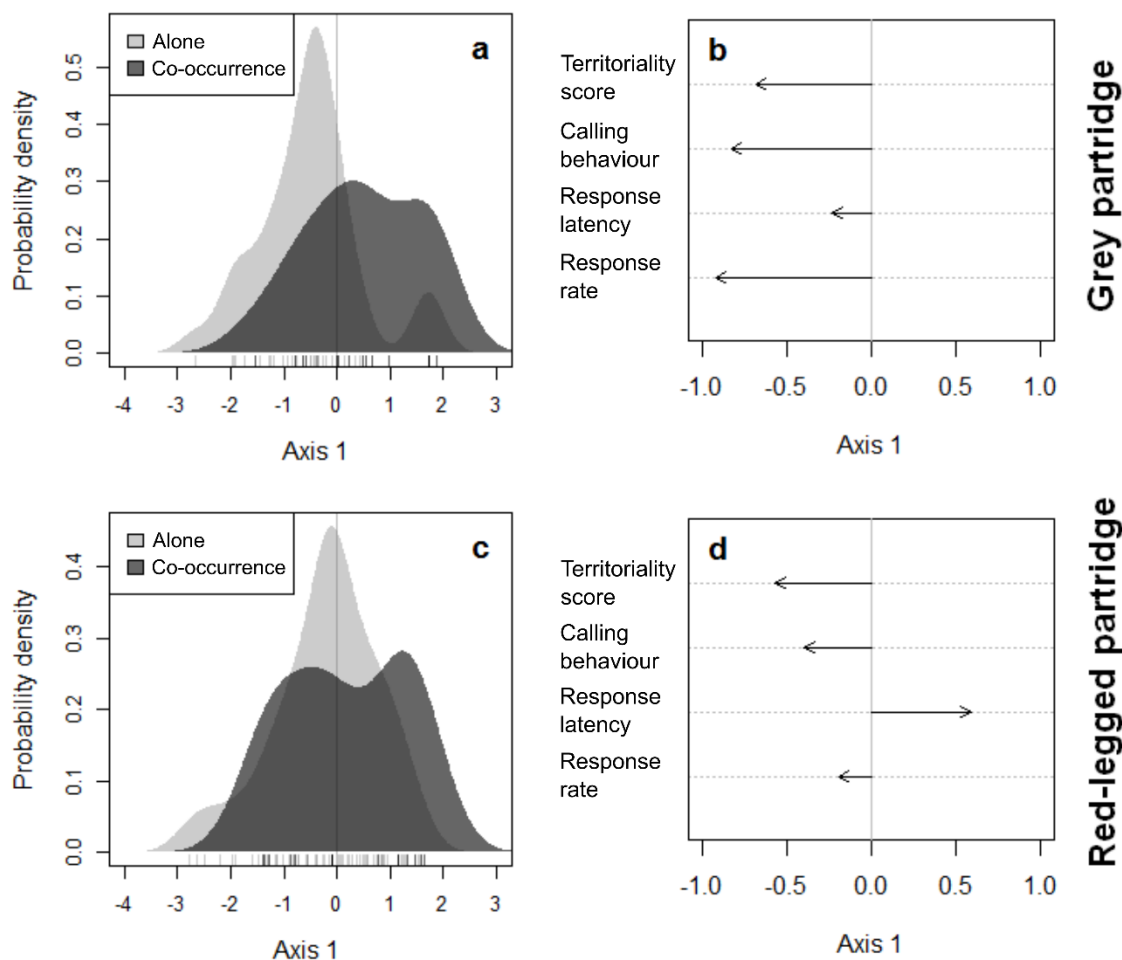 Alone
Co-occurrence
a
Probability density
0.0
0.1
0.2
0.3
0.4
0.5
-4
-3
-2
-1
0
1
2
3
Axis 1
b
Territoriality
score
Calling
behaviour
Response
latency
Response
rate
-1.0
-0.5
0.0
0.5
1.0
Axis 1
Grey partridge
Alone
Co-occurrence
c
Probability density
0.0
0.1
0.2
0.3
0.4
-4
-3
-2
-1
0
1
2
3
Axis 1
d
Territoriality
score
Calling
behaviour
Response
latency
Response
rate
-1.0
-0.5
0.0
0.5
1.0
Axis 1
Red-legged partridge